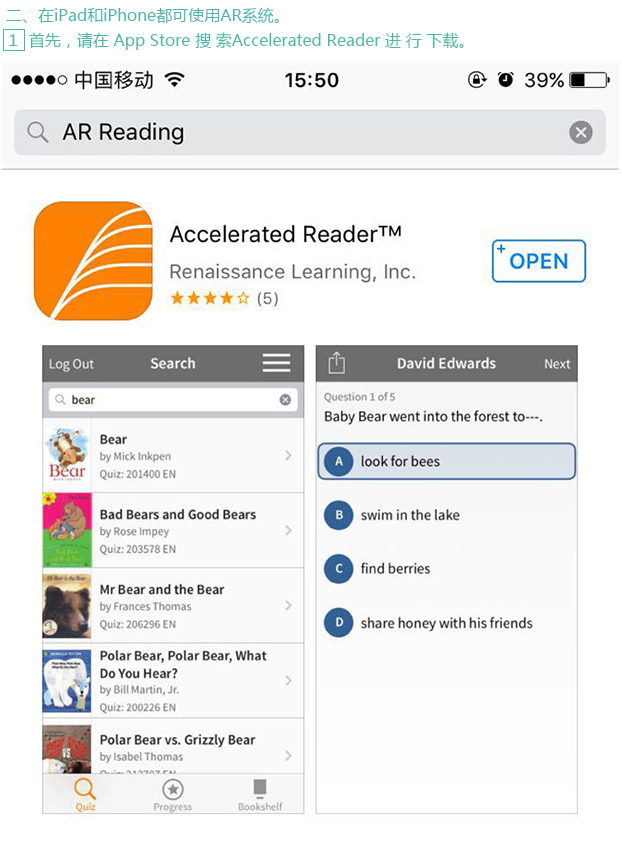 二、在iPad和iPhone都可使用AR系统。
1 首先，请在 App Store 搜 索Accelerated Reader 进 行 下载。
中国移动 15:50 39%
AR Reading
Accelerated Reader™
Renaissance Learning, Inc.
(5)
+ OPEN
Log Out Search
bear
Bear
by Mick Inkpen
Quiz: 201400 EN
Bad Bears and Good Bears
by Rose Impey
Quiz: 203578 EN
Mr Bear and the Bear
by Frances Thomas
Quiz: 206296 EN
Polar Bear, Polar Bear, What
Do You Hear?
by Bill Martin, Jr.
Quiz: 200226 EN
Polar Bear vs. Grizzly Bear
by Isabel Thomas
Quiz Progress Bookshelf
David Edwards Next
Question 1 of 5
Baby Bear went into the forest to---.
A look for bees
B swim in the lake
C find berries
D share honey with his friends